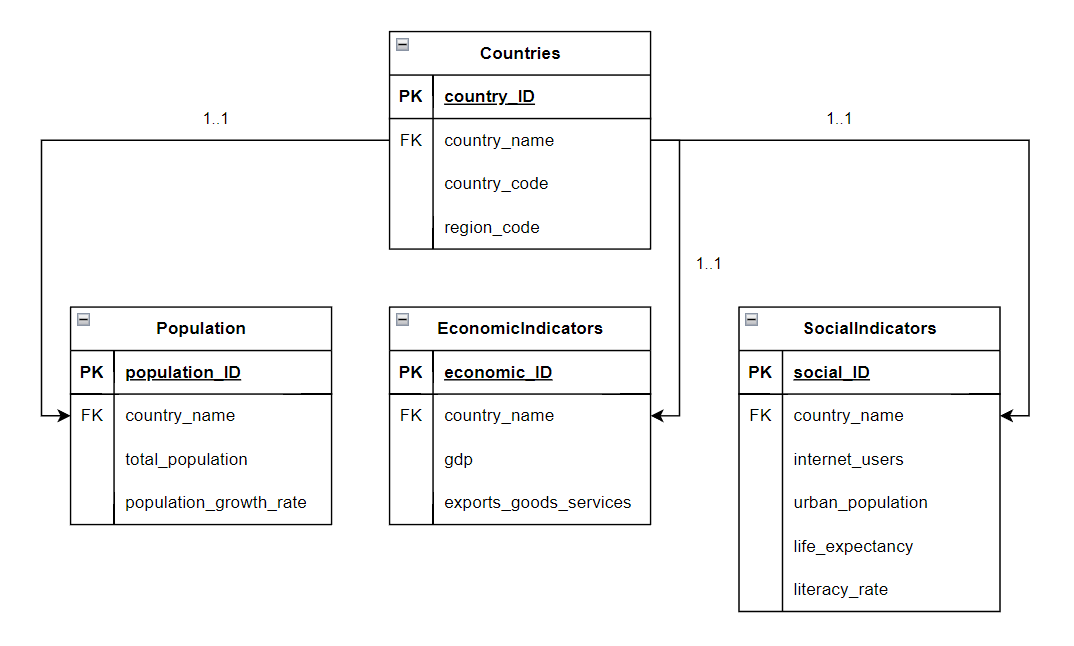 Countries
PK country_ID
1..1
1..1
FK country_name
country_code
region_code
1..1
Population
PK population_ID
FK country_name
total_population
population_growth_rate
EconomicIndicators
PK economic_ID
FK country_name
gdp
exports_goods_services
SocialIndicators
PK social_ID
FK country_name
internet_users
urban_population
life_expectancy
literacy_rate